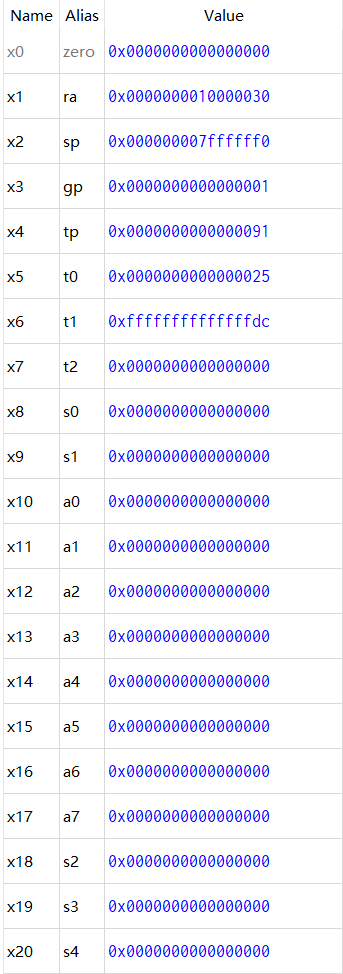 Name Alias Value
x0 zero 0x0000000000000000
x1 ra 0x0000000010000030
x2 sp 0x000000007ffffff0
x3 gp 0x0000000000000001
x4 tp 0x0000000000000091
x5 t0 0x0000000000000025
x6 t1 0xffffffffffffffdc
x7 t2 0x0000000000000000
x8 s0 0x0000000000000000
x9 s1 0x0000000000000000
x10 a0 0x0000000000000000
x11 a1 0x0000000000000000
x12 a2 0x0000000000000000
x13 a3 0x0000000000000000
x14 a4 0x0000000000000000
x15 a5 0x0000000000000000
x16 a6 0x0000000000000000
x17 a7 0x0000000000000000
x18 s2 0x0000000000000000
x19 s3 0x0000000000000000
x20 s4 0x0000000000000000